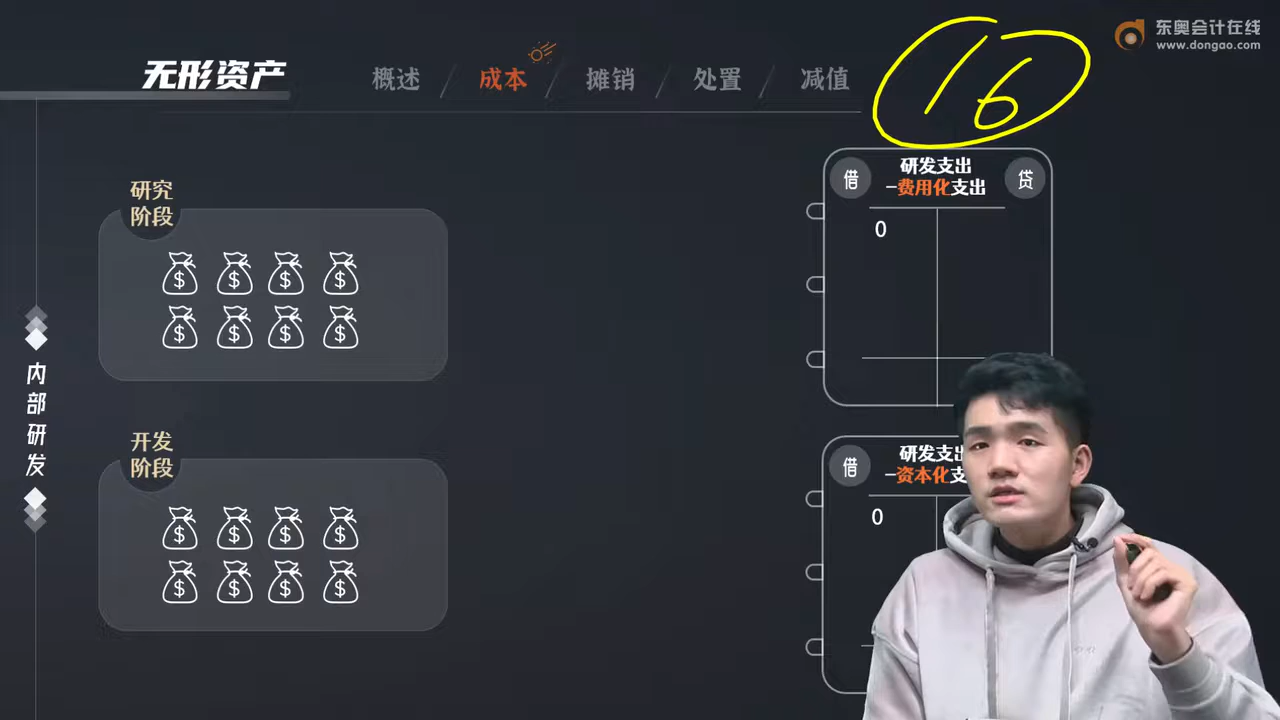 无形资产
概述 / 成本 / 摊销 / 处置 / 减值
16
东奥会计在线
www.dongao.com
研究
阶段
$ $ $ $
$ $ $ $
内部研发
开发
阶段
$ $ $ $
$ $ $ $
借 研发支出 贷
-费用化支出
0
借 研发支出
-资本化支
0